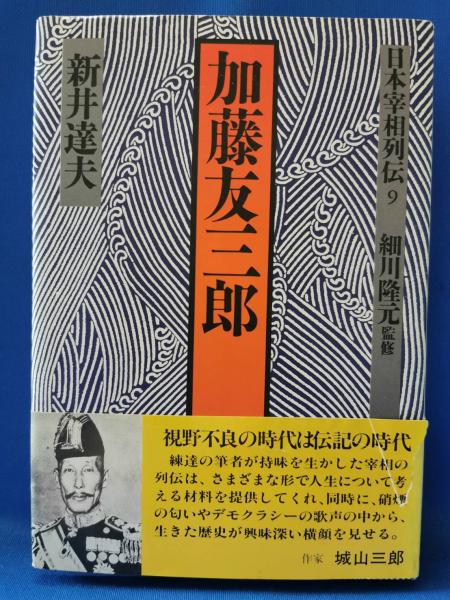 日本宰相列伝9 細川隆元監修
加藤友三郎
新井達夫
視野不良の時代は伝記の時代
練達の筆者が持味を生かした宰相の
列伝は、さまざまな形で人生について考
える材料を提供してくれ、同時に、硝煙
の匂いやデモクラシーの歌声の中から、
生きた歴史が興味深い横顔を見せる。
作家 城山三郎